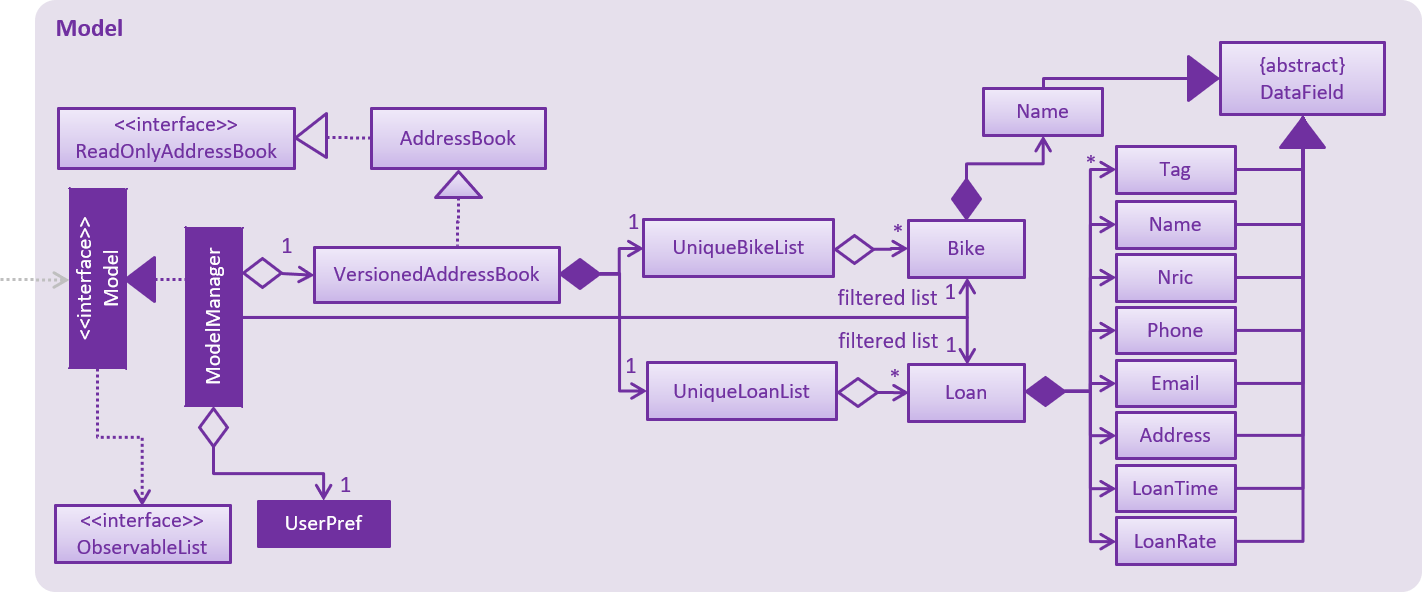 Model
<<interface>>
ReadOnlyAddressBook
AddressBook
<<interface>>
Model
ModelManager
1
VersionedAddressBook
1
UniqueBikeList
*
Bike
Name
{abstract}
DataField
filtered list 1
filtered list 1
1
UniqueLoanList
*
Loan
*
Tag
Name
Nric
Phone
Email
Address
LoanTime
LoanRate
1
UserPref
<<interface>>
ObservableList